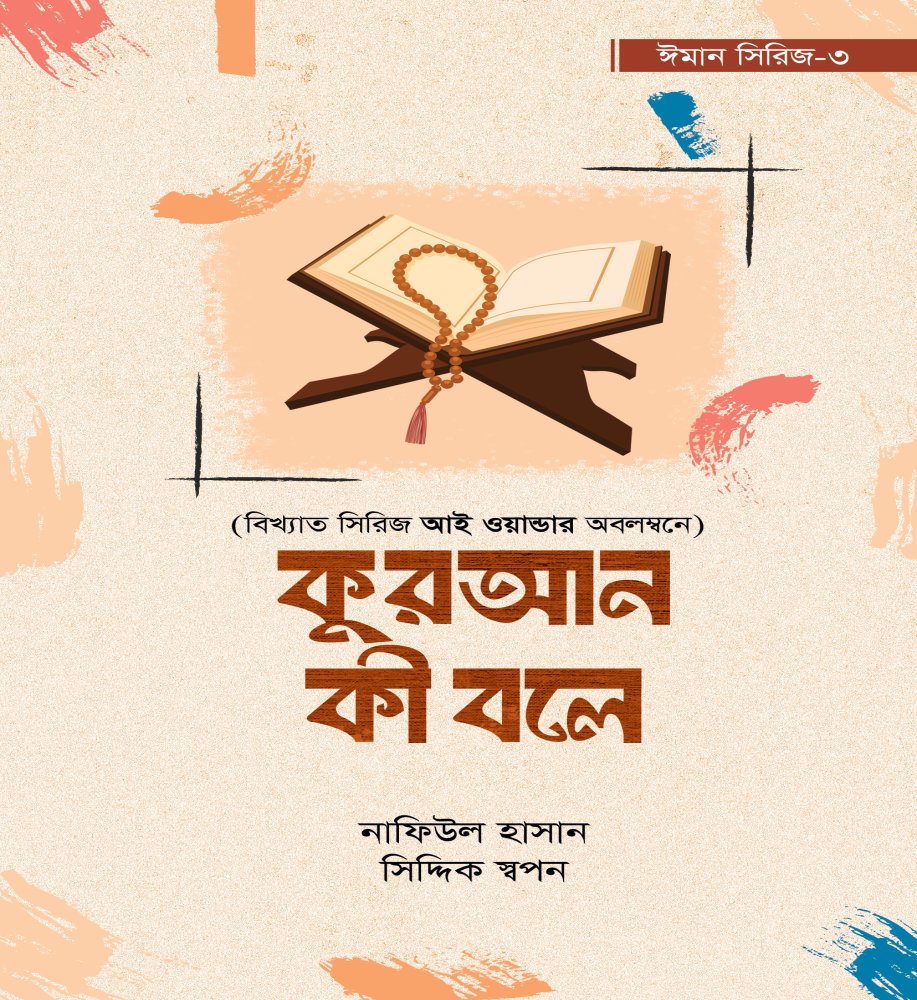 ঈমান সিরিজ-৩
(বিখ্যাত সিরিজ আই ওয়ান্ডার অবলম্বনে)
কুরআন
কী বলে
নাফিউল হাসান
সিদ্দিক স্বপন